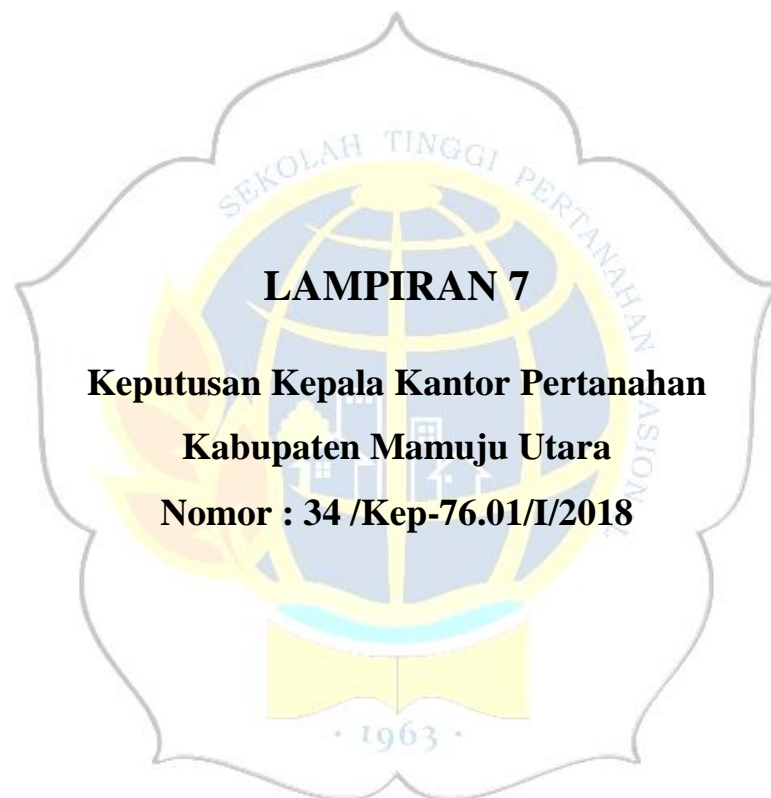 SEKOLAH TINGGI PERTANAHAN NASIONAL
LAMPIRAN 7
Keputusan Kepala Kantor Pertanahan
Kabupaten Mamuju Utara
Nomor : 34 /Kep-76.01/I/2018
· 1963 ·